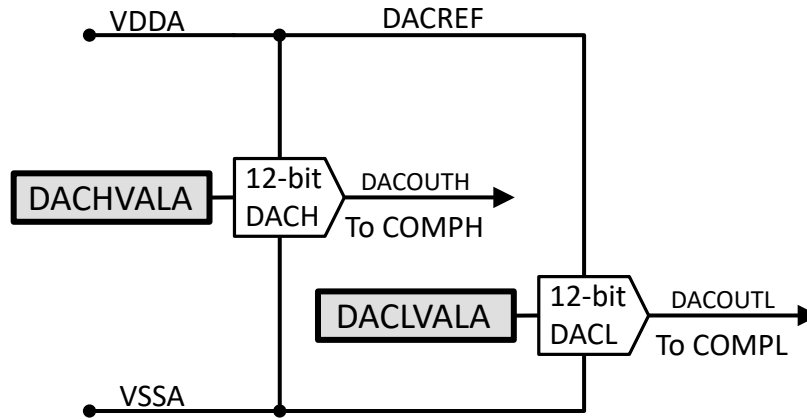 VDDA
DACREF
DACHVALA
12-bit
DACH
DACOUTH
To COMPH
DACLVALA
12-bit
DACL
DACOUTL
To COMPL
VSSA